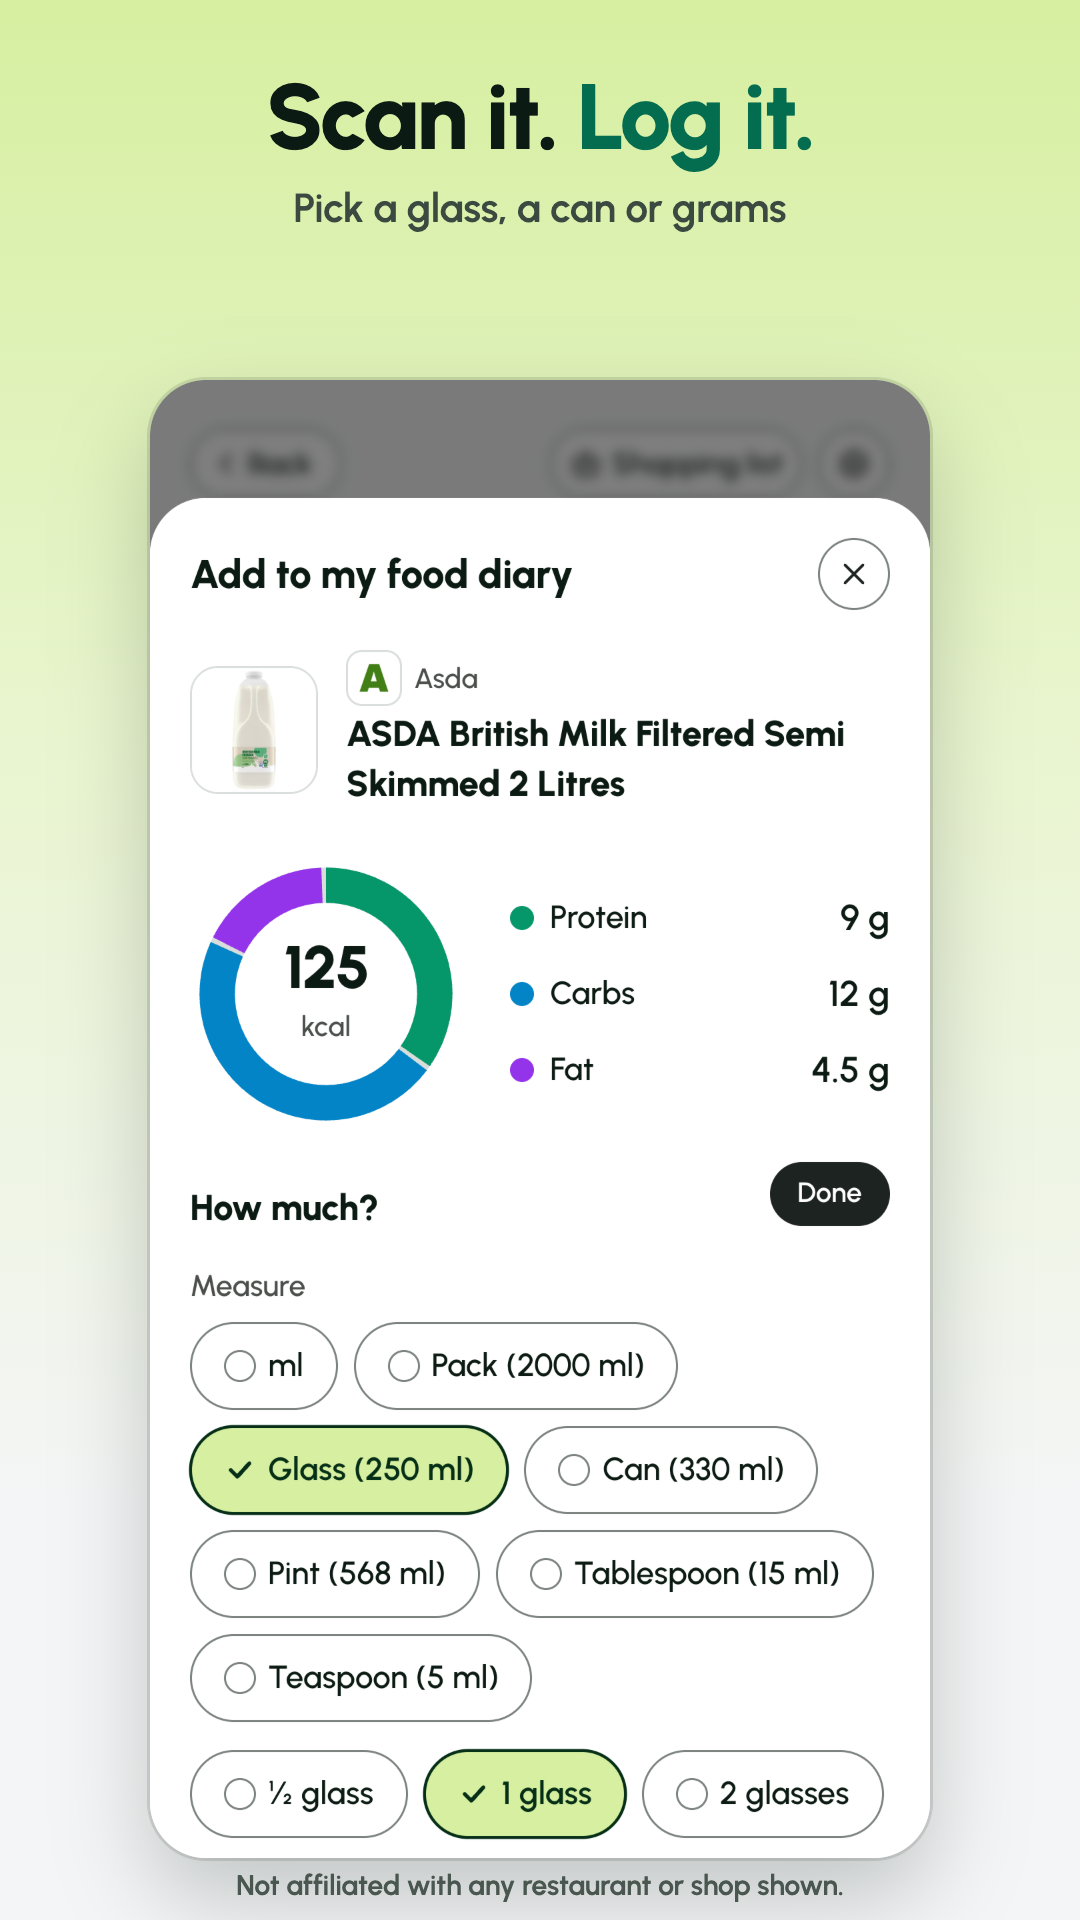 Scan it. Log it.
Pick a glass, a can or grams
Back
Shopping list
Add to my food diary
A
Asda
ASDA British Milk Filtered Semi
Skimmed 2 Litres
125
kcal
Protein 9 g
Carbs 12 g
Fat 4.5 g
How much?
Done
Measure
ml
Pack (2000 ml)
Glass (250 ml)
Can (330 ml)
Pint (568 ml)
Tablespoon (15 ml)
Teaspoon (5 ml)
½ glass
1 glass
2 glasses
Not affiliated with any restaurant or shop shown.